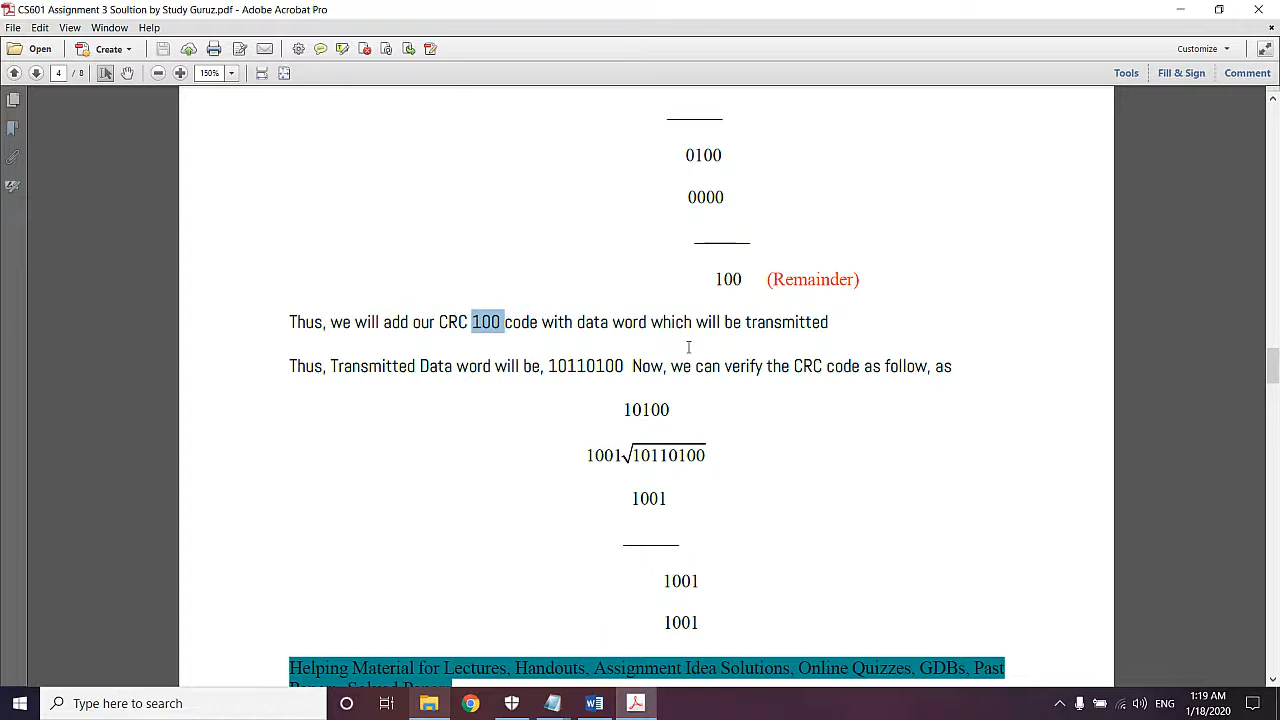 CS601 Assignment 3 Soultion by Study Guruz.pdf - Adobe Acrobat Pro
File Edit View Window Help
Open Create Customize
4 / 8 150% Tools Fill & Sign Comment
0100
0000
100 (Remainder)
Thus, we will add our CRC 100 code with data word which will be transmitted
Thus, Transmitted Data word will be, 10110100 Now, we can verify the CRC code as follow, as
10100
1001√10110100
1001
1001
1001
Helping Material for Lectures, Handouts, Assignment Idea Solutions, Online Quizzes, GDBs, Past
Type here to search
ENG
1:19 AM
1/18/2020